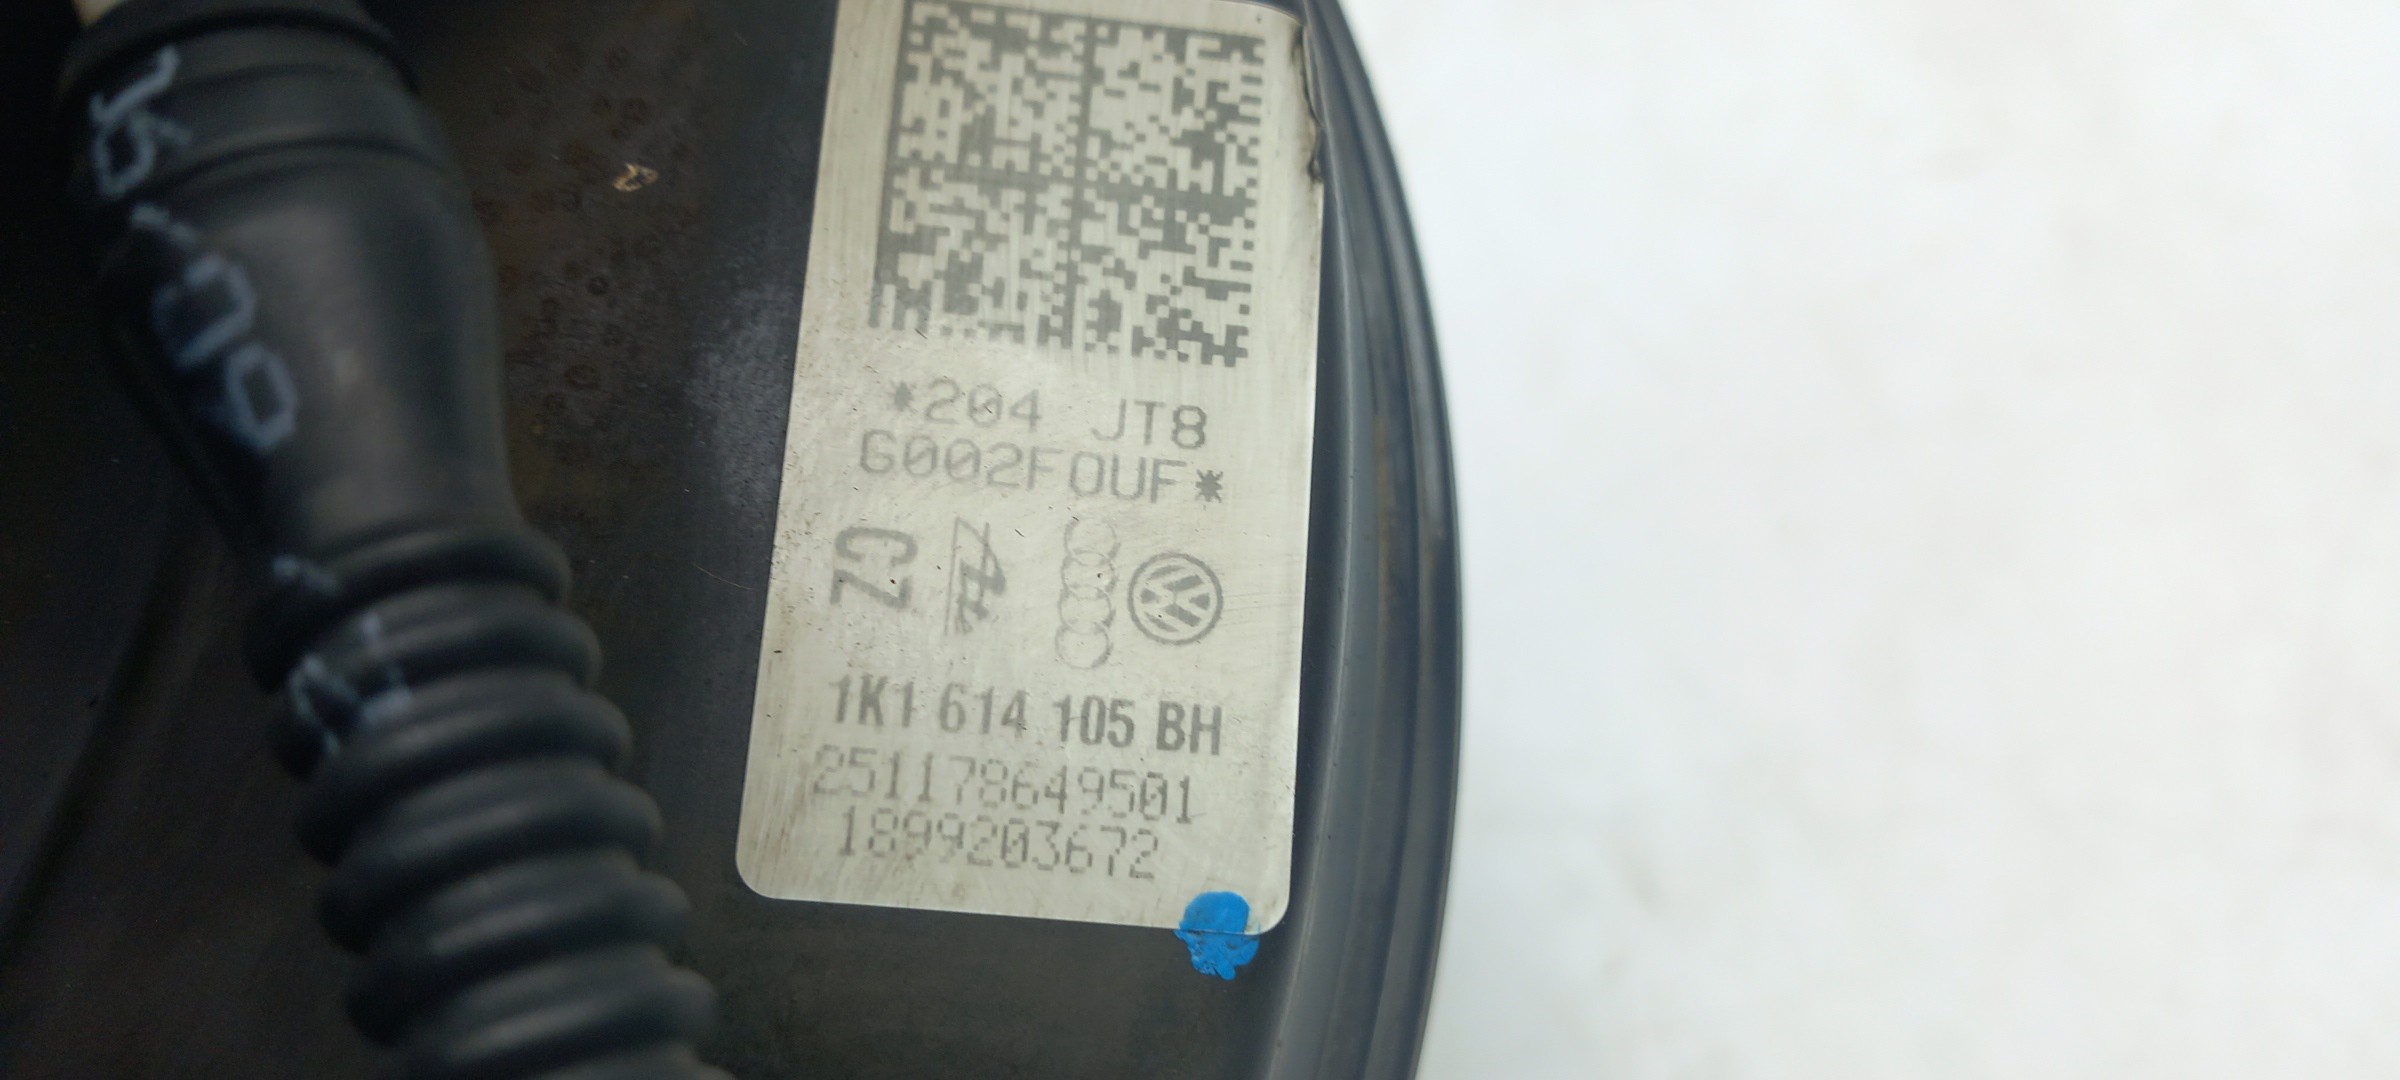 *204 JT8
G002F0UF*
CZ
1K1 614 105 BH
251178649501
1899203672